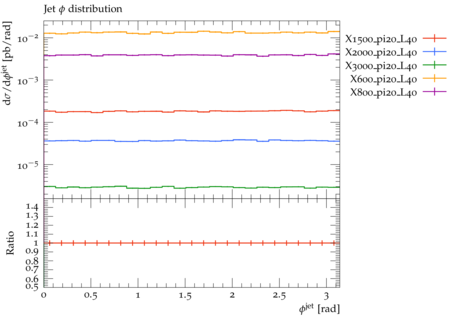 Jet ϕ distribution
dσ/dϕ^jet [pb/rad]
10^−2
10^−3
10^−4
10^−5
X1500_pi20_L40
X2000_pi20_L40
X3000_pi20_L40
X600_pi20_L40
X800_pi20_L40
Ratio
1.4
1.3
1.2
1.1
1
0.9
0.8
0.7
0.6
0.5
0 0.5 1 1.5 2 2.5 3
ϕ^jet [rad]